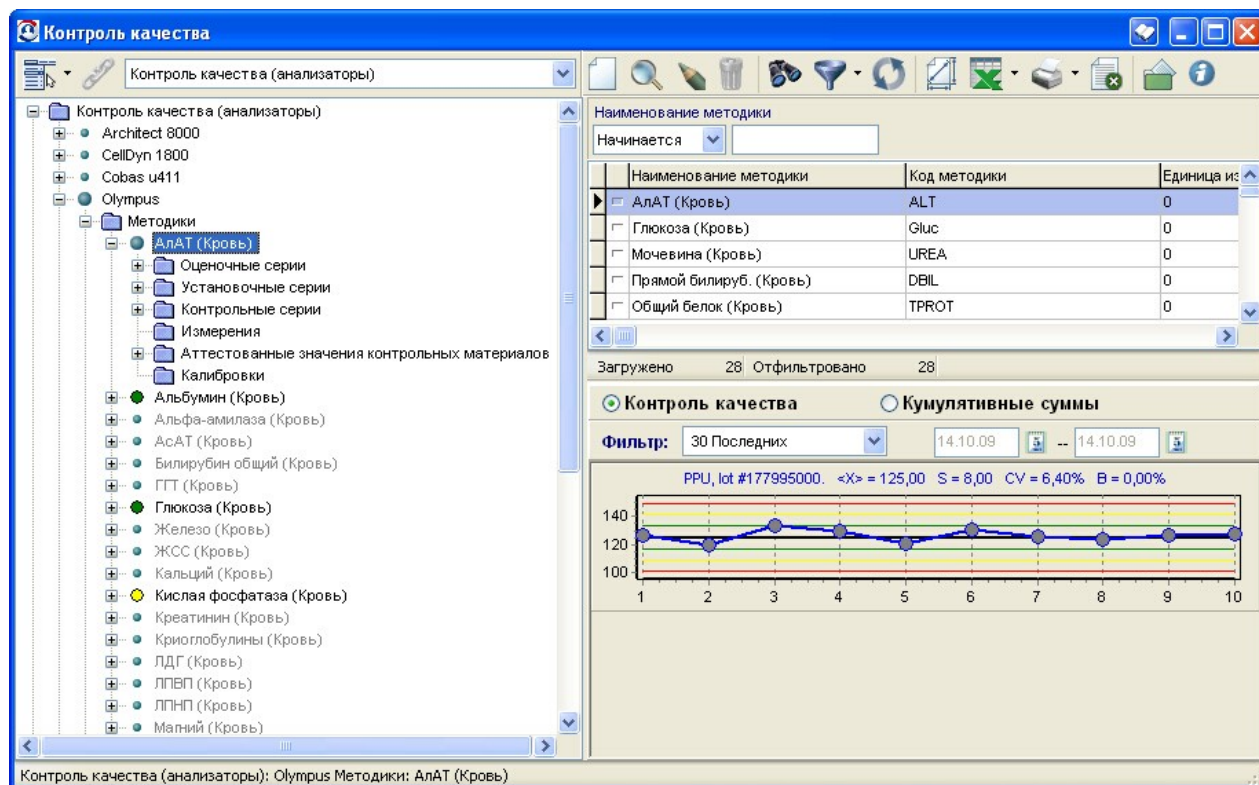 Контроль качества
Контроль качества (анализаторы)
Контроль качества (анализаторы)
Architect 8000
CellDyn 1800
Cobas u411
Olympus
Методики
АлАТ (Кровь)
Оценочные серии
Установочные серии
Контрольные серии
Измерения
Аттестованные значения контрольных материалов
Калибровки
Альбумин (Кровь)
Альфа-амилаза (Кровь)
АсАТ (Кровь)
Билирубин общий (Кровь)
ГГТ (Кровь)
Глюкоза (Кровь)
Железо (Кровь)
ЖСС (Кровь)
Кальций (Кровь)
Кислая фосфатаза (Кровь)
Креатинин (Кровь)
Криоглобулины (Кровь)
ЛДГ (Кровь)
ЛПВП (Кровь)
ЛПНП (Кровь)
Магний (Кровь)
Наименование методики
Начинается
Наименование методики Код методики Единица из
АлАТ (Кровь) ALT 0
Глюкоза (Кровь) Gluc 0
Мочевина (Кровь) UREA 0
Прямой билируб. (Кровь) DBIL 0
Общий белок (Кровь) TPROT 0
Загружено 28 Отфильтровано 28
Контроль качества Кумулятивные суммы
Фильтр: 30 Последних 14.10.09 5 -- 14.10.09 5
PPU, lot #177995000. <X> = 125,00 S = 8,00 CV = 6,40% B = 0,00%
140
120
100
1 2 3 4 5 6 7 8 9 10
Контроль качества (анализаторы): Olympus Методики: АлАТ (Кровь)